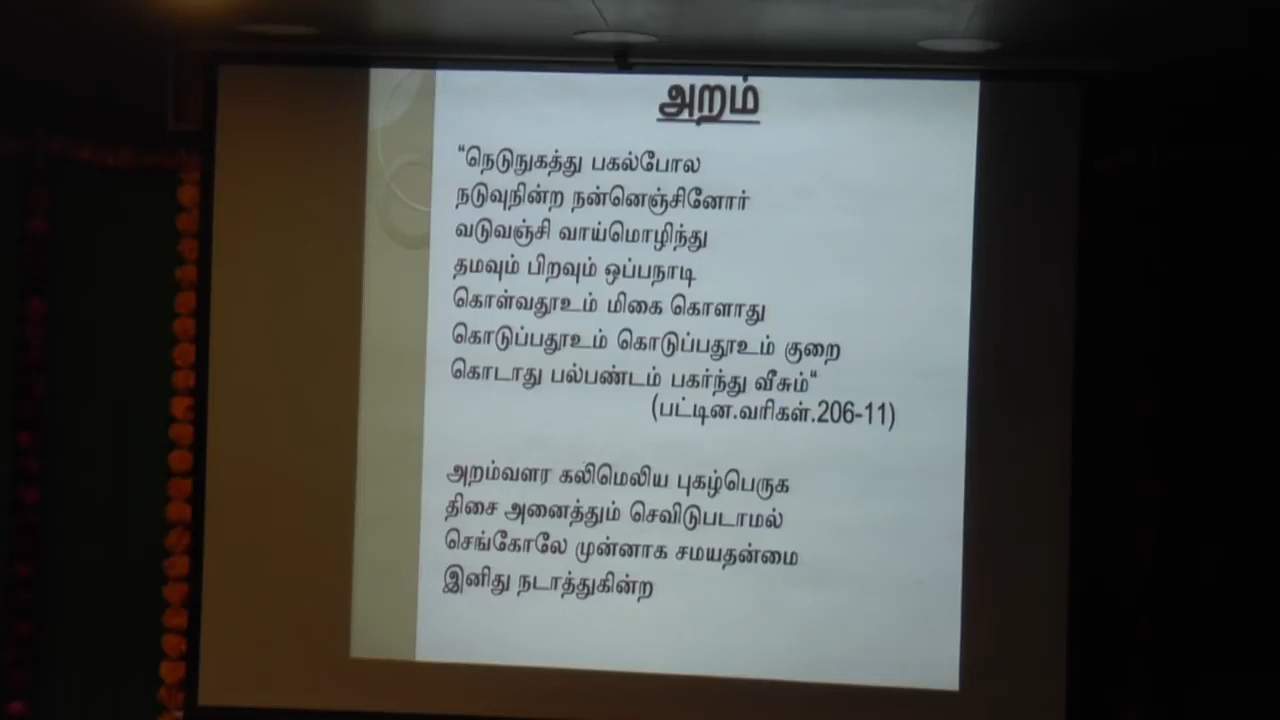 அறம்
“நெடுநுகத்து பகல்போல
நடுவுநின்ற நன்னெஞ்சினோர்
வடுவஞ்சி வாய்மொழிந்து
தமவும் பிறவும் ஒப்பநாடி
கொள்வதூஉம் மிகை கொளாது
கொடுப்பதூஉம் கொடுப்பதூஉம் குறை
கொடாது பல்பண்டம் பகர்ந்து வீசும்“
(பட்டின.வரிகள்.206-11)
அறம்வளர கலிமெலிய புகழ்பெருக
திசை அனைத்தும் செவிடுபடாமல்
செங்கோலே முன்னாக சமயதன்மை
இனிது நடாத்துகின்ற